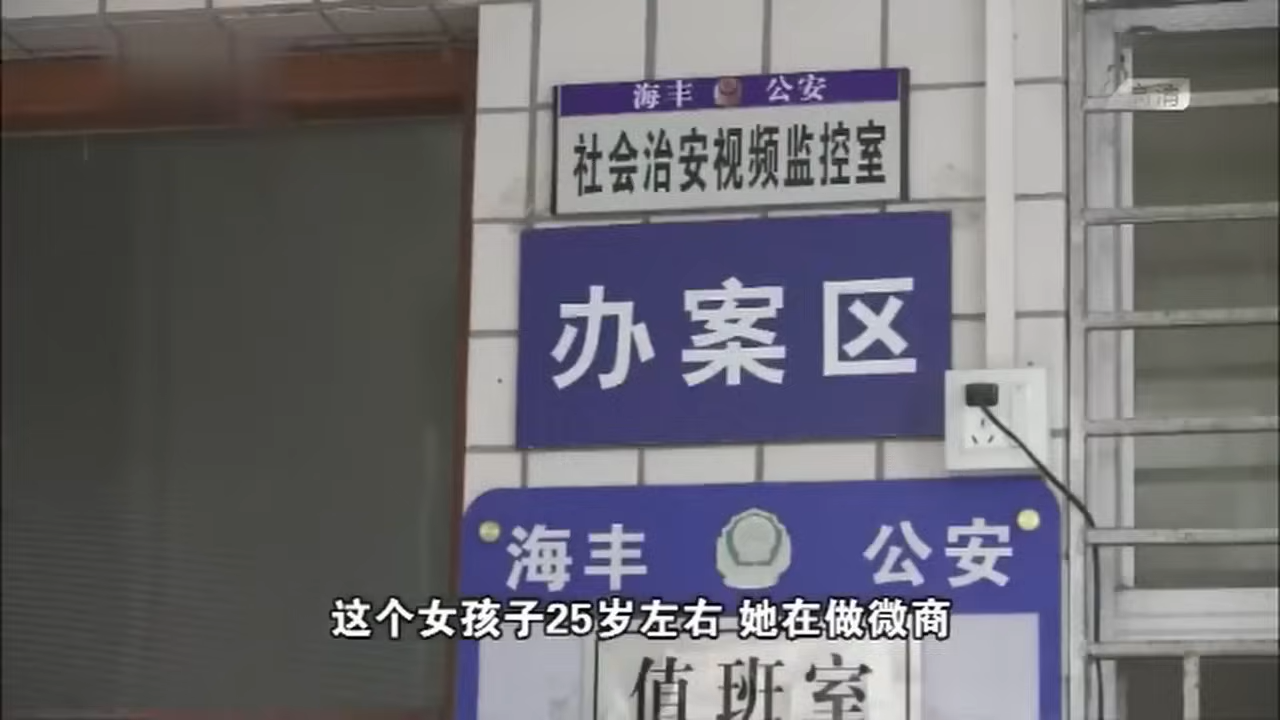 海丰 公安
社会治安视频监控室
办案区
海丰 公安
这个女孩子25岁左右 她在做微商
值班室